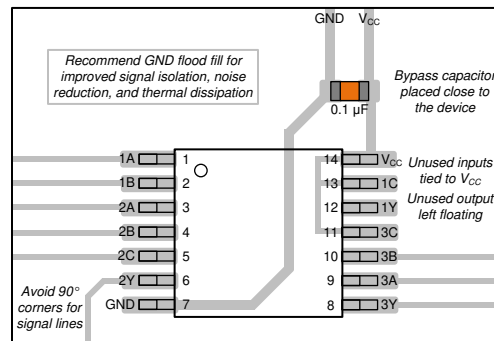 GND VCC
Recommend GND flood fill for
improved signal isolation, noise
reduction, and thermal dissipation
Bypass capacitor
placed close to
the device
0.1 µF
1A 1 14 VCC
Unused inputs
tied to VCC
1B 2 13 1C
2A 3 12 1Y
Unused output
left floating
2B 4 11 3C
2C 5 10 3B
2Y 6 9 3A
Avoid 90°
corners for
signal lines
GND 7 8 3Y